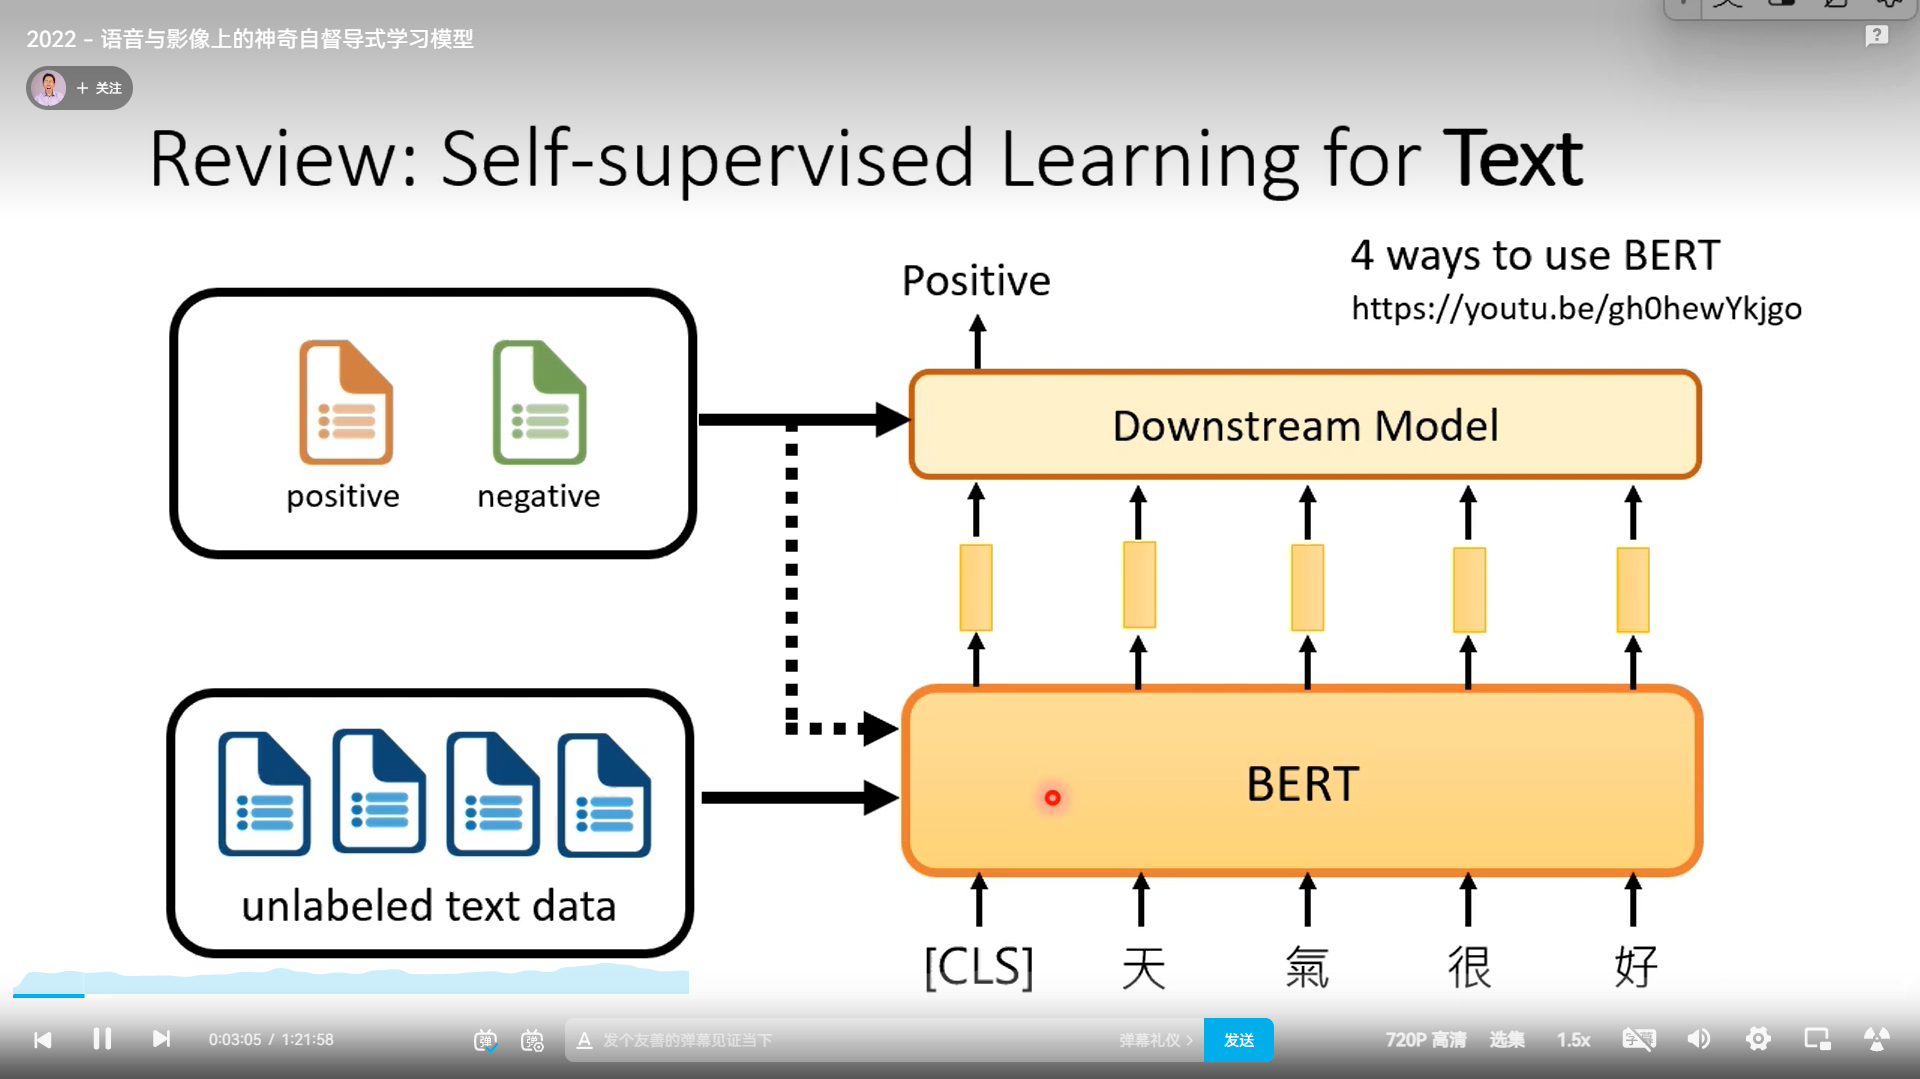 2022 - 语音与影像上的神奇自督导式学习模型
+ 关注
Review: Self-supervised Learning for Text
4 ways to use BERT
https://youtu.be/gh0hewYkjgo
Positive
Downstream Model
positive
negative
BERT
unlabeled text data
[CLS] 天 氣 很 好
0:03:05 / 1:21:58
弹
弹
A 发个友善的弹幕见证当下
弹幕礼仪 >
发送
720P 高清
选集
1.5x
字幕